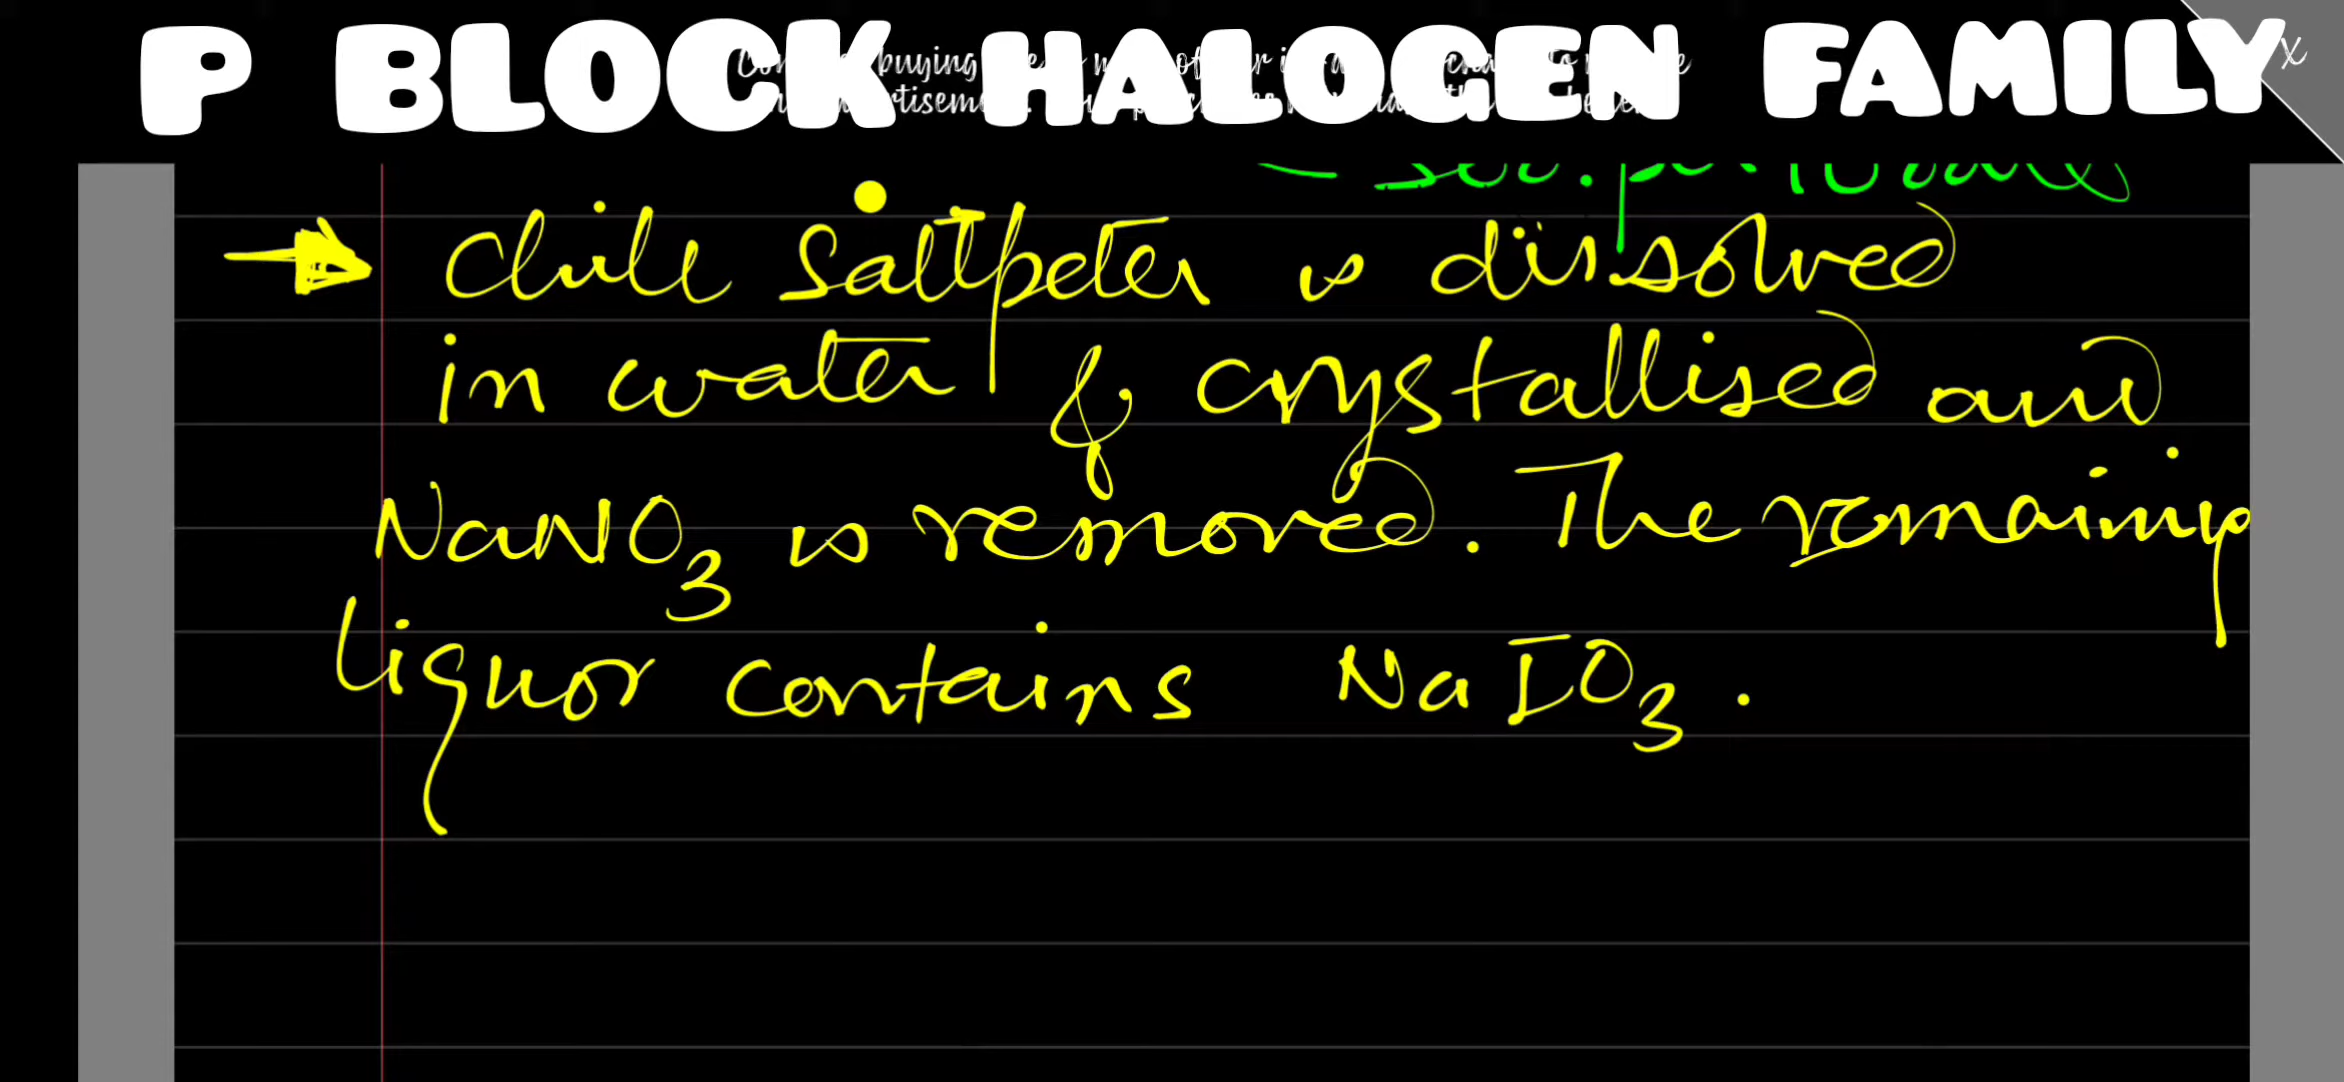 P BLOCK HALOGEN FAMILY
buying
x
Chile Saltpeter is dissolved
in water & crystallised and
NaNO3 is removed. The remaining
liquor contains NaIO3.